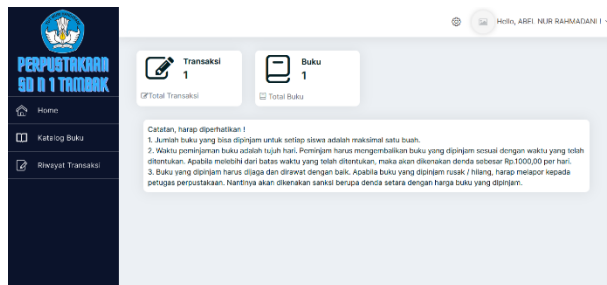 Hello, ABEL NUR RAHMADANI
PERPUSTAKAAN
SD N 1 TAMBAK
Home
Katalog Buku
Riwayat Transaksi
Transaksi
1
Total Transaksi
Buku
1
Total Buku
Catatan, harap diperhatikan !
1. Jumlah buku yang bisa dipinjam untuk setiap siswa adalah maksimal satu buah.
2. Waktu peminjaman buku adalah tujuh hari. Peminjam harus mengembalikan buku yang dipinjam sesuai dengan waktu yang telah
ditentukan. Apabila melebihi dari batas waktu yang telah ditentukan, maka akan dikenakan denda sebesar Rp.1000,00 per hari.
3. Buku yang dipinjam harus dijaga dan dirawat dengan baik. Apabila buku yang dipinjam rusak / hilang, harap melapor kepada
petugas perpustakaan. Nantinya akan dikenakan sanksi berupa denda setara dengan harga buku yang dipinjam.